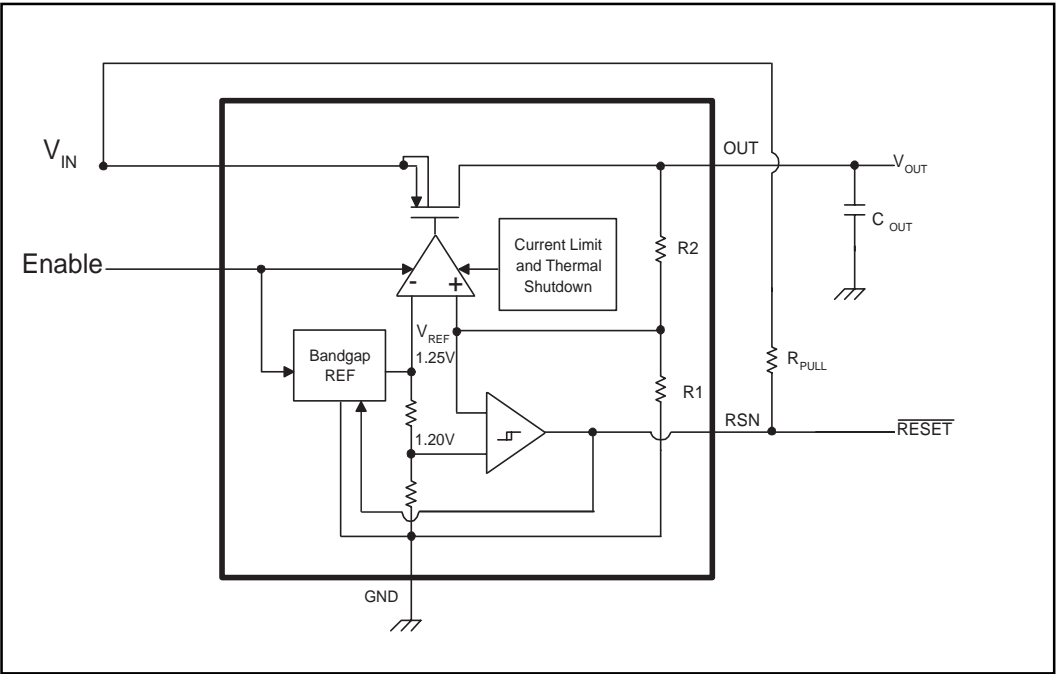 OUT
V_IN
V_OUT
C_OUT
Current Limit
and Thermal
Shutdown
R2
Enable
- +
V_REF
1.25V
Bandgap
REF
R_PULL
R1
RSN
RESET
1.20V
GND